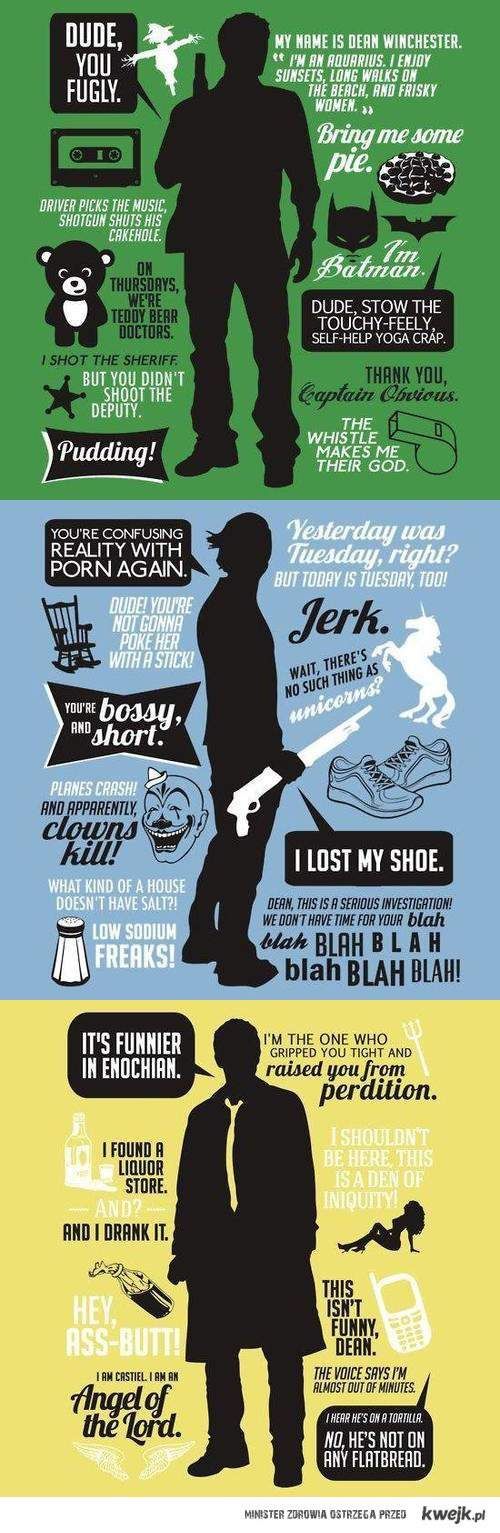 DUDE,
YOU
FUGLY.
MY NAME IS DEAN WINCHESTER.
“ I'M AN AQUARIUS. I ENJOY
SUNSETS, LONG WALKS ON
THE BEACH, AND FRISKY
WOMEN. ”
Bring me some
pie.
DRIVER PICKS THE MUSIC,
SHOTGUN SHUTS HIS
CAKEHOLE.
I'm
Batman.
ON
THURSDAYS,
WE'RE
TEDDY BEAR
DOCTORS.
DUDE, STOW THE
TOUCHY-FEELY,
SELF-HELP YOGA CRAP.
I SHOT THE SHERIFF.
BUT YOU DIDN'T
SHOOT THE
DEPUTY.
THANK YOU,
Captain Obvious.
Pudding!
THE
WHISTLE
MAKES ME
THEIR GOD.
YOU'RE CONFUSING
REALITY WITH
PORN AGAIN.
Yesterday was
Tuesday, right?
BUT TODAY IS TUESDAY, TOO!
DUDE! YOU'RE
NOT GONNA
POKE HER
WITH A STICK!
Jerk.
WAIT, THERE'S
NO SUCH THING AS
unicorns?
YOU'RE bossy,
AND short.
PLANES CRASH!
AND APPARENTLY,
clowns
kill!
I LOST MY SHOE.
WHAT KIND OF A HOUSE
DOESN'T HAVE SALT?!
LOW SODIUM
FREAKS!
DEAN, THIS IS A SERIOUS INVESTIGATION!
WE DON'T HAVE TIME FOR YOUR blah
blah BLAH BLAH
blah BLAH BLAH!
IT'S FUNNIER
IN ENOCHIAN.
I'M THE ONE WHO
GRIPPED YOU TIGHT AND
raised you from
perdition.
I FOUND A
LIQUOR
STORE.
AND?
AND I DRANK IT.
I SHOULDN'T
BE HERE, THIS
IS A DEN OF
INIQUITY!
HEY,
ASS-BUTT!
THIS
ISN'T
FUNNY,
DEAN.
THE VOICE SAYS I'M
ALMOST OUT OF MINUTES.
I AM CASTIEL. I AM AN
Angel of
the Lord.
I HEAR HE'S ON A TORTILLA.
NO, HE'S NOT ON
ANY FLATBREAD.
MINISTER ZDROWIA OSTRZEGA PRZED kwejk.pl